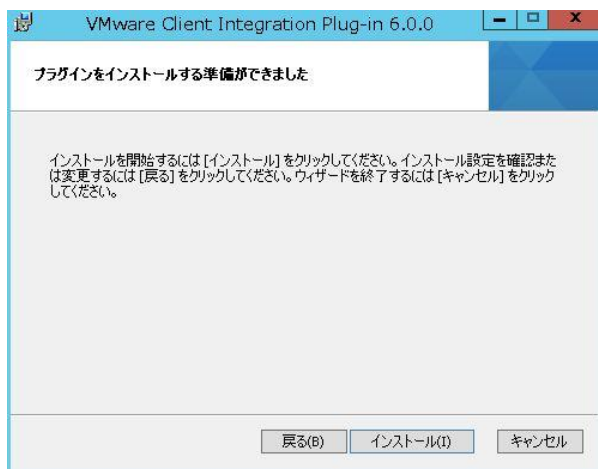 VMware Client Integration Plug-in 6.0.0
プラグインをインストールする準備ができました
インストールを開始するには [インストール] をクリックしてください。インストール設定を確認また
は変更するには [戻る] をクリックしてください。ウィザードを終了するには [キャンセル] をクリック
してください。
戻る(B) インストール(I) キャンセル